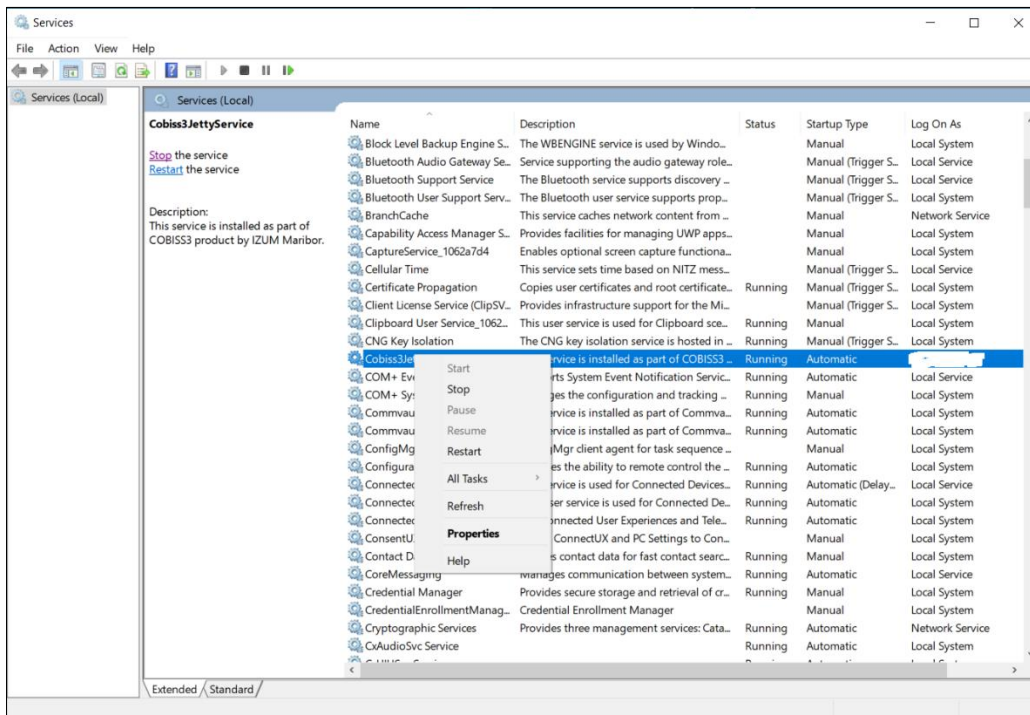 Services
File Action View Help
Services (Local)
Services (Local)
Cobiss3JettyService
Stop the service
Restart the service
Description:
This service is installed as part of
COBISS3 product by IZUM Maribor.
Name Description Status Startup Type Log On As
Block Level Backup Engine S... The WBENGINE service is used by Windo... Manual Local System
Bluetooth Audio Gateway Se... Service supporting the audio gateway role... Manual (Trigger S... Local Service
Bluetooth Support Service The Bluetooth service supports discovery ... Manual (Trigger S... Local Service
Bluetooth User Support Serv... The Bluetooth user service supports prop... Manual (Trigger S... Local System
BranchCache This service caches network content from ... Manual Network Service
Capability Access Manager S... Provides facilities for managing UWP apps... Manual Local System
CaptureService_1062a7d4 Enables optional screen capture functiona... Manual Local System
Cellular Time This service sets time based on NITZ mess... Manual (Trigger S... Local Service
Certificate Propagation Copies user certificates and root certificate... Running Manual (Trigger S... Local System
Client License Service (ClipSV... Provides infrastructure support for the Mi... Manual (Trigger S... Local System
Clipboard User Service_1062... This user service is used for Clipboard sce... Running Manual Local System
CNG Key Isolation The CNG key isolation service is hosted in ... Running Manual (Trigger S... Local System
Cobiss3Je ervice is installed as part of COBISS3 ... Running Automatic
COM+ Eve rts System Event Notification Servic... Running Automatic Local Service
COM+ Sys ges the configuration and tracking ... Running Manual Local System
Commvau ervice is installed as part of Commva... Running Automatic Local System
Commvau ervice is installed as part of Commva... Running Automatic Local System
ConfigMg Mgr client agent for task sequence ... Manual Local System
Configura es the ability to remote control the ... Running Automatic Local System
Connected ervice is used for Connected Devices... Running Automatic (Delay... Local Service
Connected ser service is used for Connected De... Running Automatic Local System
Connected nnected User Experiences and Tele... Running Automatic Local System
ConsentU ConnectUX and PC Settings to Con... Manual Local System
Contact D s contact data for fast contact searc... Running Manual Local System
CoreMessaging Manages communication between system... Running Automatic Local Service
Credential Manager Provides secure storage and retrieval of cr... Running Manual Local System
CredentialEnrollmentManag... Credential Enrollment Manager Manual Local System
Cryptographic Services Provides three management services: Cata... Running Automatic Network Service
CxAudioSvc Service Running Automatic Local System
Start
Stop
Pause
Resume
Restart
All Tasks
Refresh
Properties
Help
Extended Standard